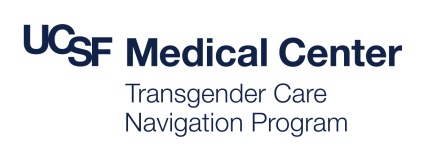 UCSF Medical Center
Transgender Care
Navigation Program